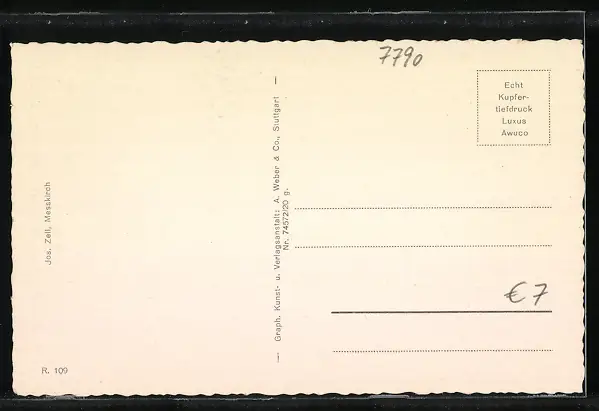 7790
Echt
Kupfer-
tiefdruck
Luxus
Aweco
Jos. Zell, Messkirch
Graph. Kunst- u. Verlagsanstalt: A. Weber & Co., Stuttgart
Nr. 74572/20 g.
€ 7
R. 109